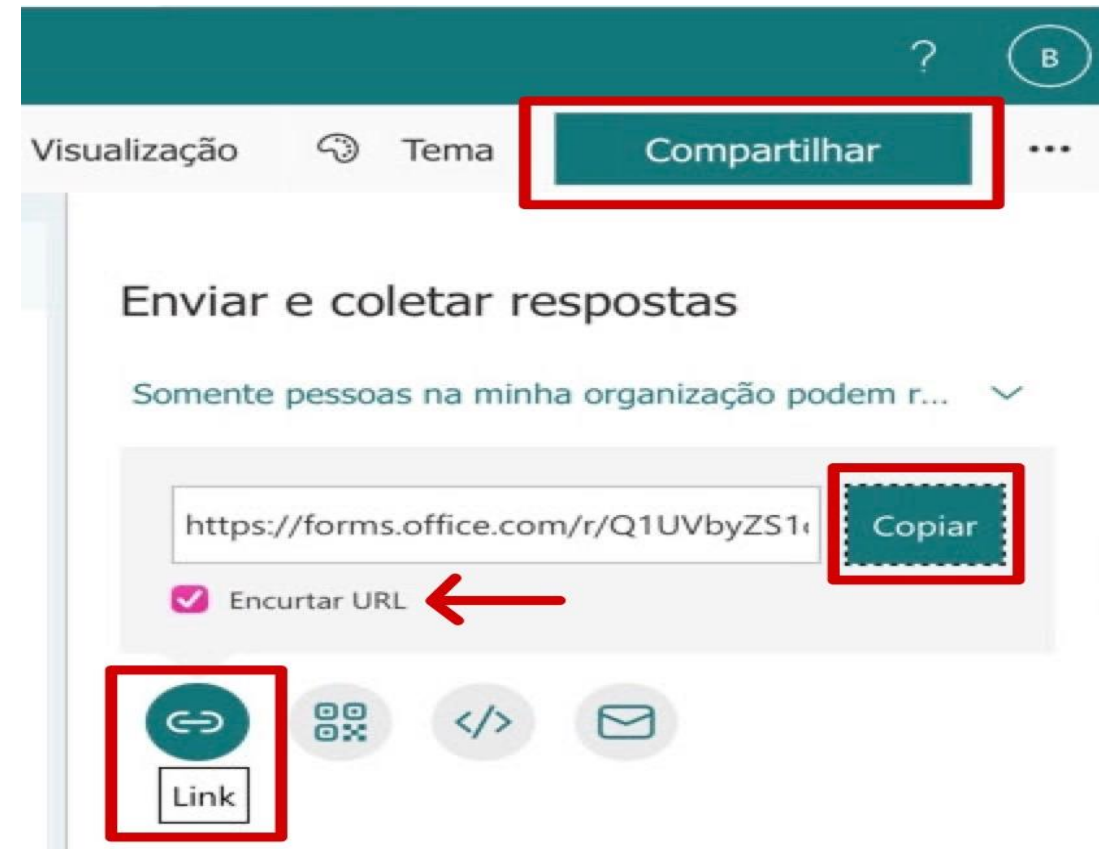 ? B
Visualização Tema Compartilhar ...
Enviar e coletar respostas
Somente pessoas na minha organização podem r...
https://forms.office.com/r/Q1UVbyZS1 Copiar
Encurtar URL
</>
Link